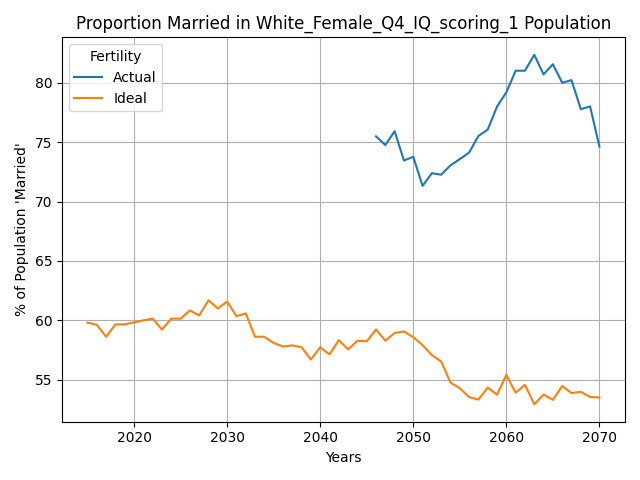 Proportion Married in White_Female_Q4_IQ_scoring_1 Population
Fertility
Actual
Ideal
% of Population 'Married'
80
75
70
65
60
55
2020
2030
2040
2050
2060
2070
Years